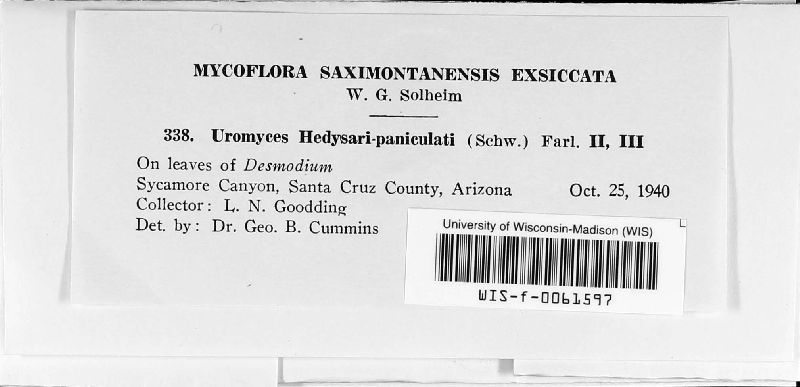 MYCOFLORA SAXIMONTANENSIS EXSICCATA
W. G. Solheim
338. Uromyces Hedysari-paniculati (Schw.) Farl. II, III
On leaves of Desmodium
Sycamore Canyon, Santa Cruz County, Arizona Oct. 25, 1940
Collector: L. N. Goodding
Det. by: Dr. Geo. B. Cummins
University of Wisconsin-Madison (WIS)
WIS-f-0061597